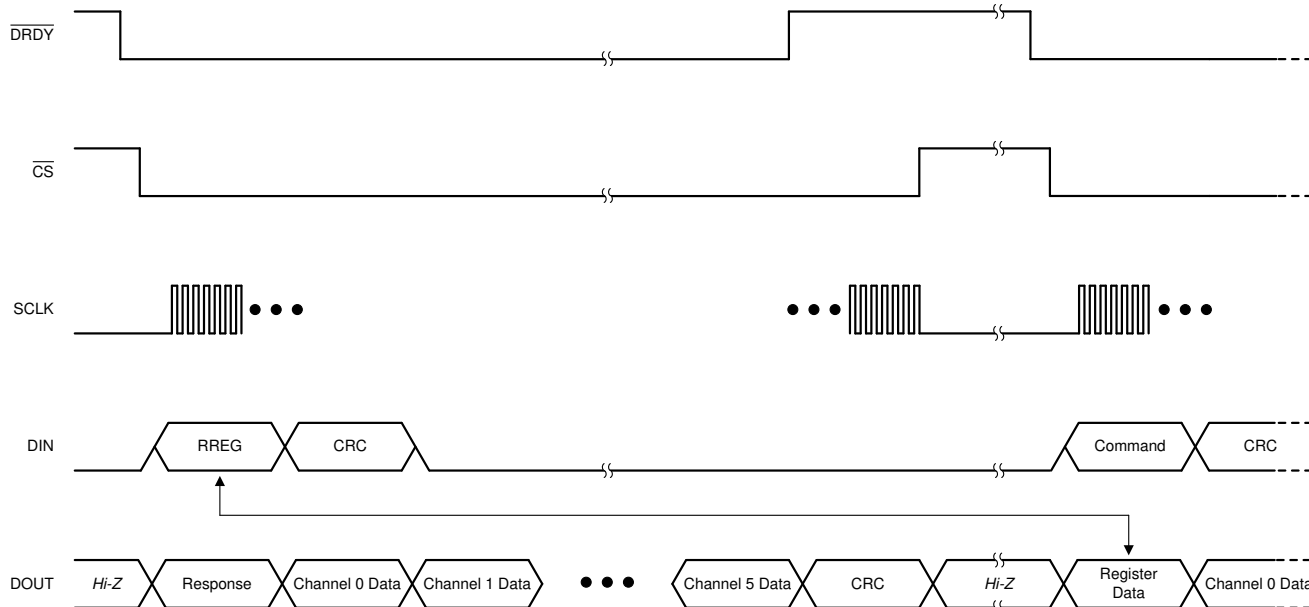 DRDY
CS
SCLK
DIN
RREG
CRC
Command
CRC
DOUT
Hi-Z
Response
Channel 0 Data
Channel 1 Data
Channel 5 Data
CRC
Hi-Z
Register
Data
Channel 0 Data